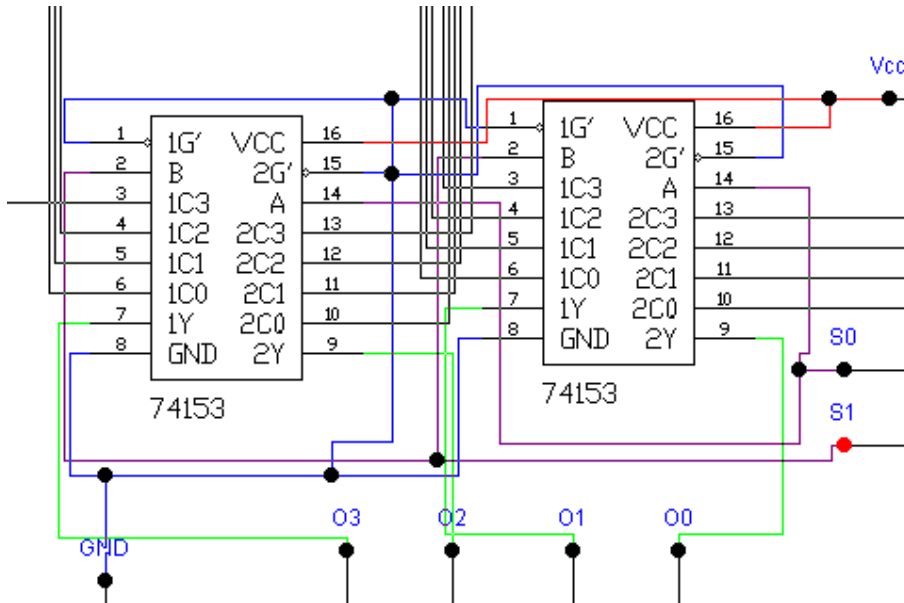 Vcc
1 1G' VCC 16
2 B 2G' 15
3 1C3 A 14
4 1C2 2C3 13
5 1C1 2C2 12
6 1C0 2C1 11
7 1Y 2C0 10
8 GND 2Y 9
74153
1 1G' VCC 16
2 B 2G' 15
3 1C3 A 14
4 1C2 2C3 13
5 1C1 2C2 12
6 1C0 2C1 11
7 1Y 2C0 10
8 GND 2Y 9
74153
S0
S1
O3 O2 O1 O0
GND